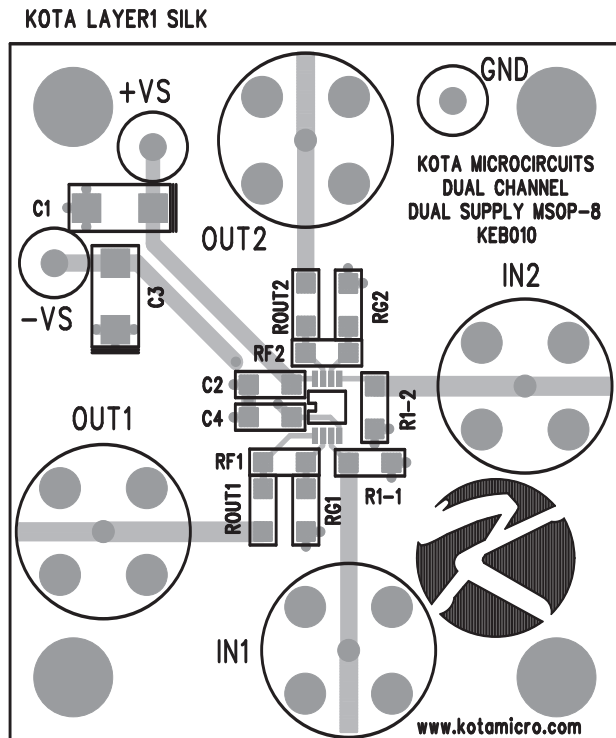 KOTA LAYER1 SILK
+VS
GND
KOTA MICROCIRCUITS
DUAL CHANNEL
DUAL SUPPLY MSOP-8
KEB010
C1
OUT2
-VS
C3
ROUT2
RG2
IN2
RF2
C2
C4
R1-2
OUT1
RF1
ROUT1
RG1
R1-1
IN1
www.kotamicro.com